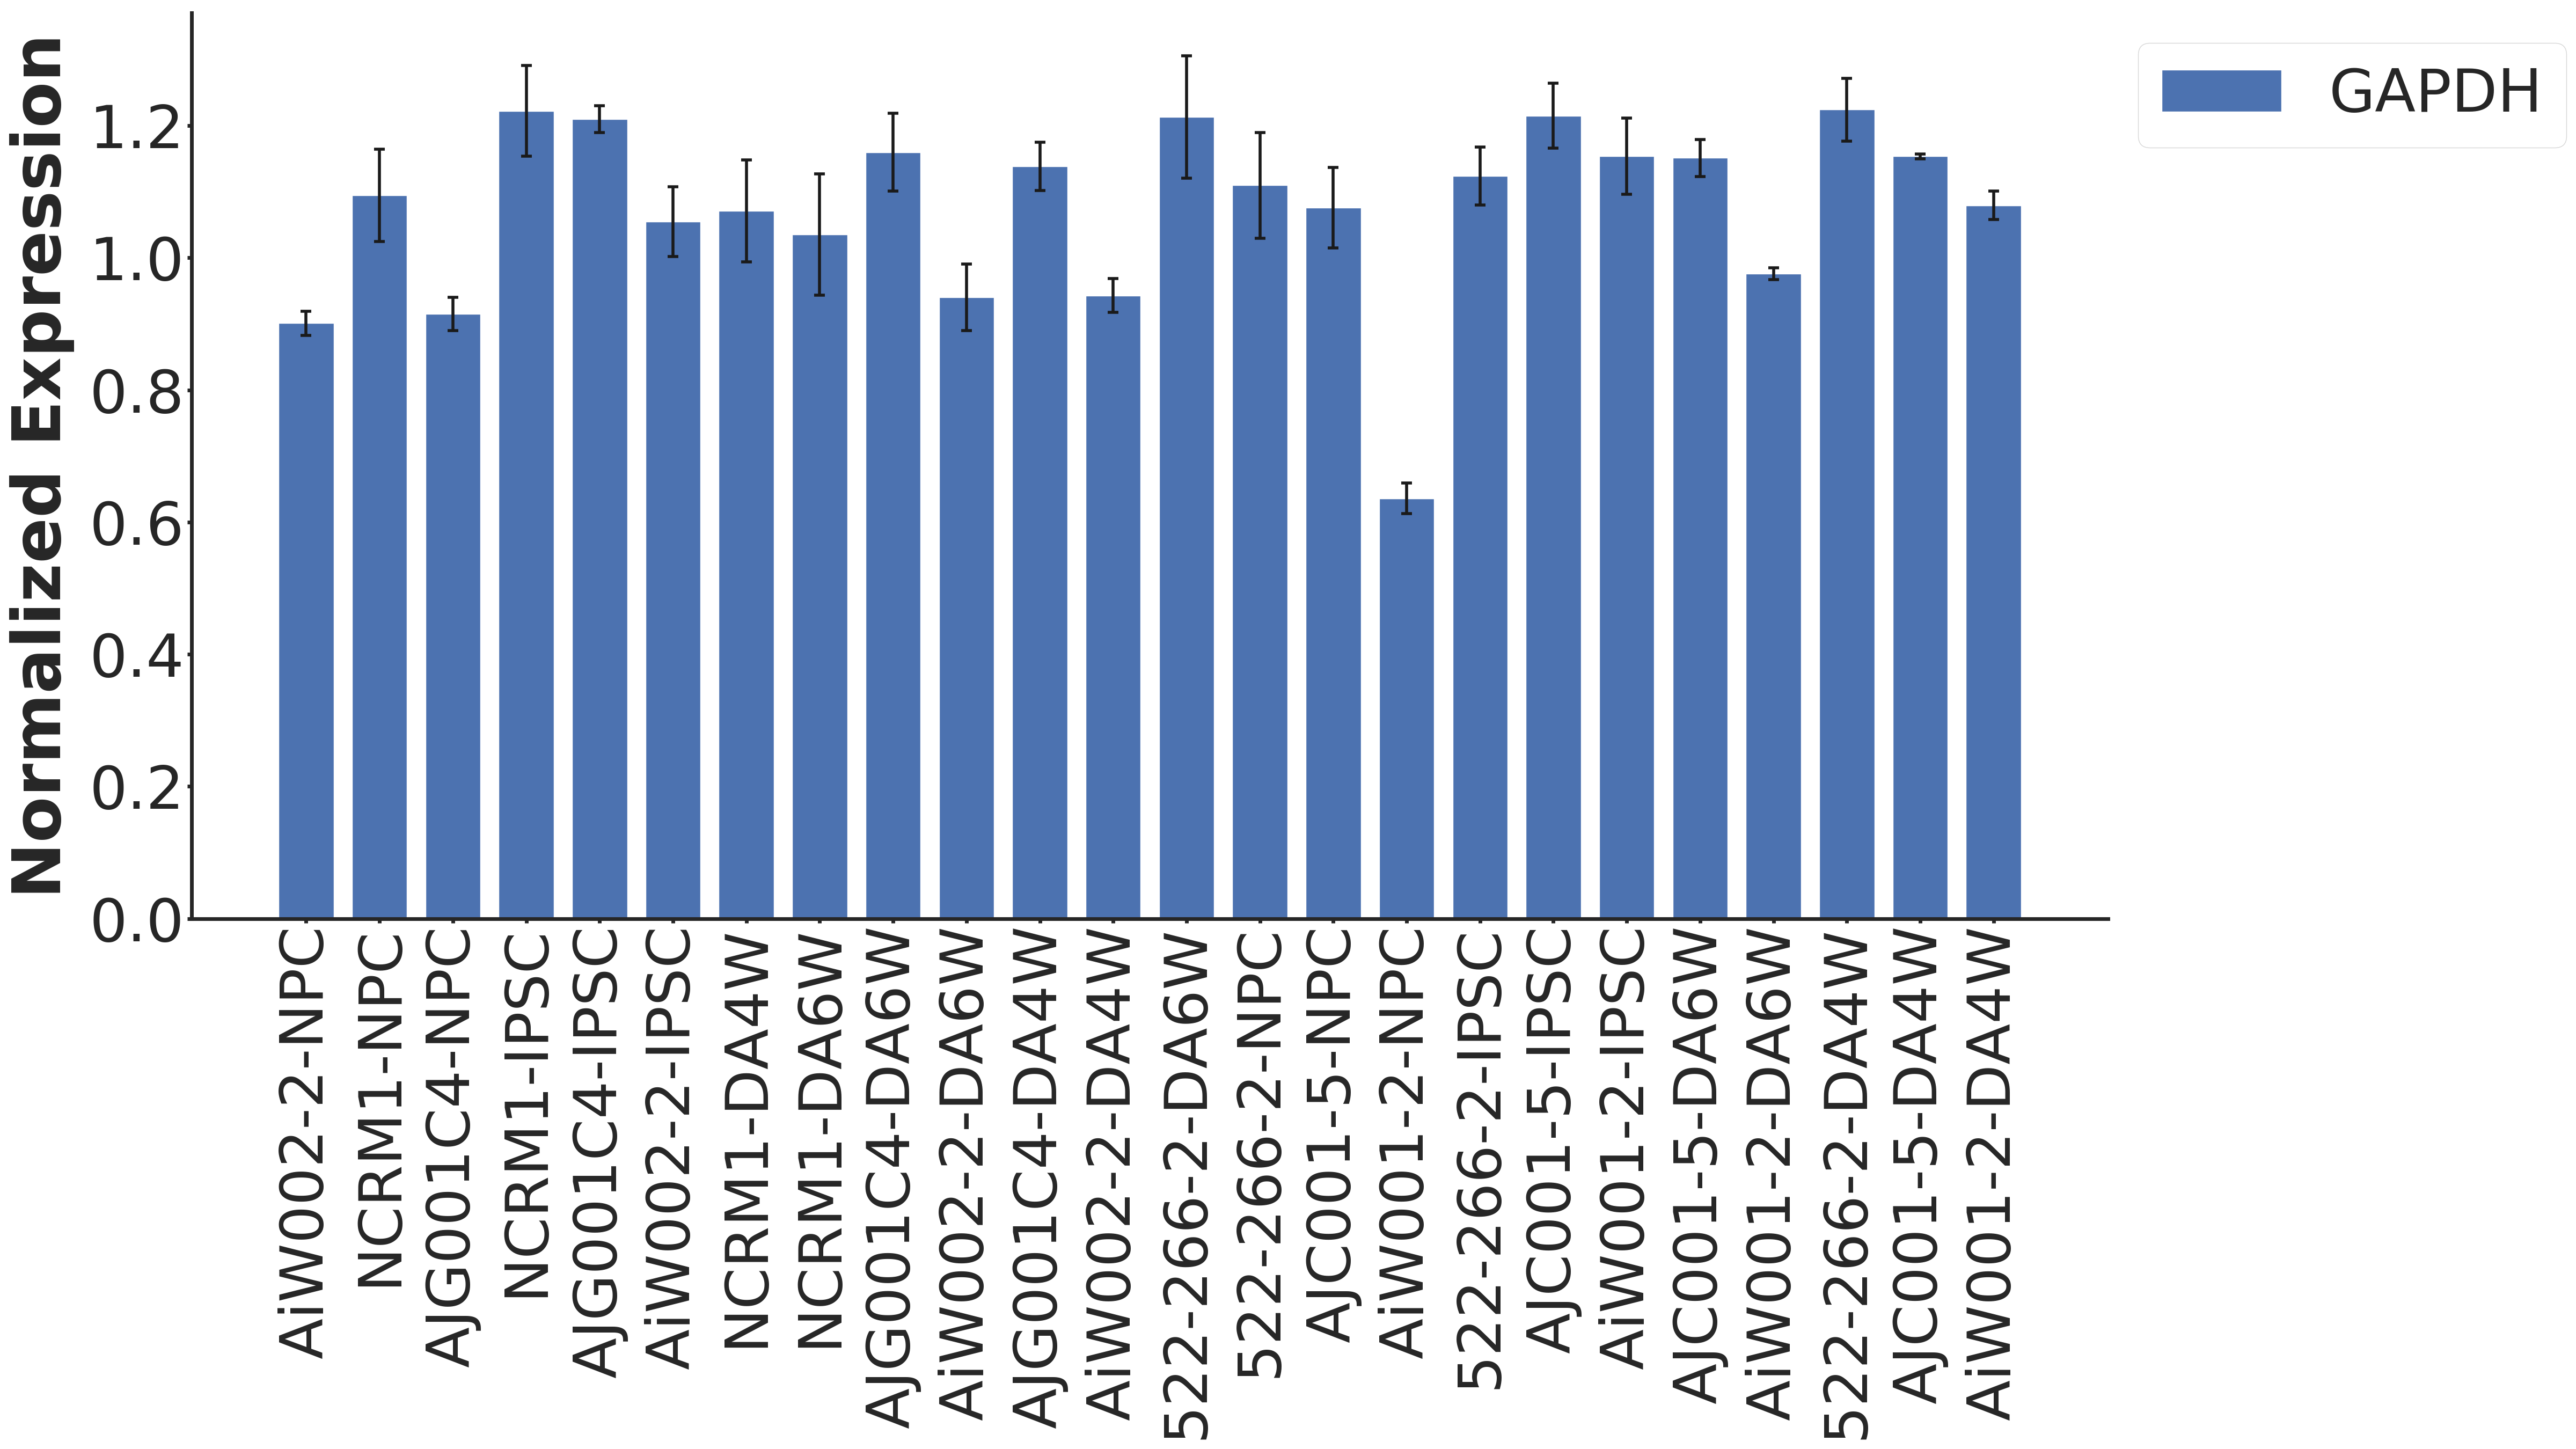 Normalized Expression
1.2
1.0
0.8
0.6
0.4
0.2
0.0
AiW002-2-NPC
NCRM1-NPC
AJG001C4-NPC
NCRM1-IPSC
AJG001C4-IPSC
AiW002-2-IPSC
NCRM1-DA4W
NCRM1-DA6W
AJG001C4-DA6W
AiW002-2-DA6W
AJG001C4-DA4W
AiW002-2-DA4W
522-266-2-DA6W
522-266-2-NPC
AJC001-5-NPC
AiW001-2-NPC
522-266-2-IPSC
AJC001-5-IPSC
AiW001-2-IPSC
AJC001-5-DA6W
AiW001-2-DA6W
522-266-2-DA4W
AJC001-5-DA4W
AiW001-2-DA4W
GAPDH